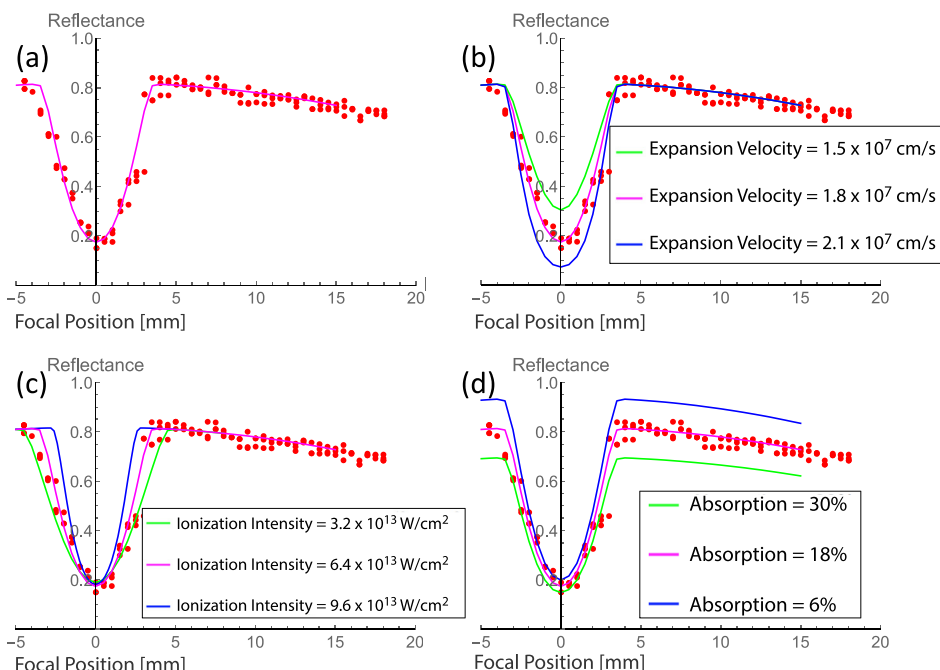 Reflectance
(a)
1.0
0.8
0.6
0.4
0.2
−5 0 5 10 15 20
Focal Position [mm]
Reflectance
(b)
1.0
0.8
0.6
0.4
0.2
Expansion Velocity = 1.5 x 10⁷ cm/s
Expansion Velocity = 1.8 x 10⁷ cm/s
Expansion Velocity = 2.1 x 10⁷ cm/s
−5 0 5 10 15 20
Focal Position [mm]
Reflectance
(c)
1.0
0.8
0.6
0.4
0.2
Ionization Intensity = 3.2 x 10¹³ W/cm²
Ionization Intensity = 6.4 x 10¹³ W/cm²
Ionization Intensity = 9.6 x 10¹³ W/cm²
−5 0 5 10 15 20
Focal Position [mm]
Reflectance
(d)
1.0
0.8
0.6
0.4
0.2
Absorption = 30%
Absorption = 18%
Absorption = 6%
−5 0 5 10 15 20
Focal Position [mm]